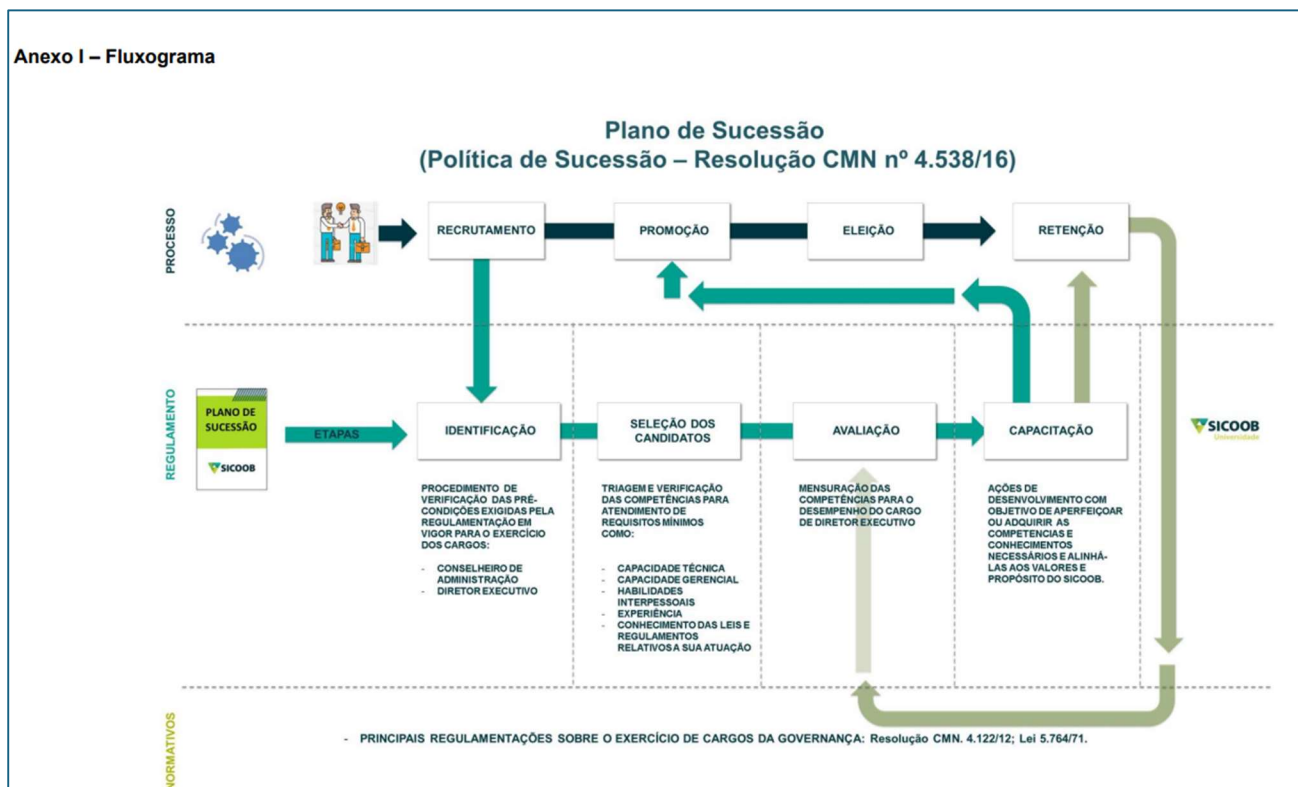 Anexo I – Fluxograma
Plano de Sucessão
(Política de Sucessão – Resolução CMN nº 4.538/16)
PROCESSO
RECRUTAMENTO
PROMOÇÃO
ELEIÇÃO
RETENÇÃO
REGULAMENTO
PLANO DE
SUCESSÃO
SICOOB
ETAPAS
IDENTIFICAÇÃO
SELEÇÃO DOS
CANDIDATOS
AVALIAÇÃO
CAPACITAÇÃO
SICOOB
Universidade
PROCEDIMENTO DE
VERIFICAÇÃO DAS PRÉ-
CONDIÇÕES EXIGIDAS PELA
REGULAMENTAÇÃO EM
VIGOR PARA O EXERCÍCIO
DOS CARGOS:
- CONSELHEIRO DE
ADMINISTRAÇÃO
- DIRETOR EXECUTIVO
TRIAGEM E VERIFICAÇÃO
DAS COMPETÊNCIAS PARA
ATENDIMENTO DE
REQUISITOS MÍNIMOS
COMO:
- CAPACIDADE TÉCNICA
- CAPACIDADE GERENCIAL
- HABILIDADES
INTERPESSOAIS
- EXPERIÊNCIA
- CONHECIMENTO DAS LEIS E
REGULAMENTOS
RELATIVOS A SUA ATUAÇÃO
MENSURAÇÃO DAS
COMPETÊNCIAS PARA O
DESEMPENHO DO CARGO
DE DIRETOR EXECUTIVO
AÇÕES DE
DESENVOLVIMENTO COM
OBJETIVO DE APERFEIÇOAR
OU ADQUIRIR AS
COMPETENCIAS E
CONHECIMENTOS
NECESSÁRIOS E ALINHÁ-
LAS AOS VALORES E
PROPÓSITO DO SICOOB.
NORMATIVOS
- PRINCIPAIS REGULAMENTAÇÕES SOBRE O EXERCÍCIO DE CARGOS DA GOVERNANÇA: Resolução CMN. 4.122/12; Lei 5.764/71.